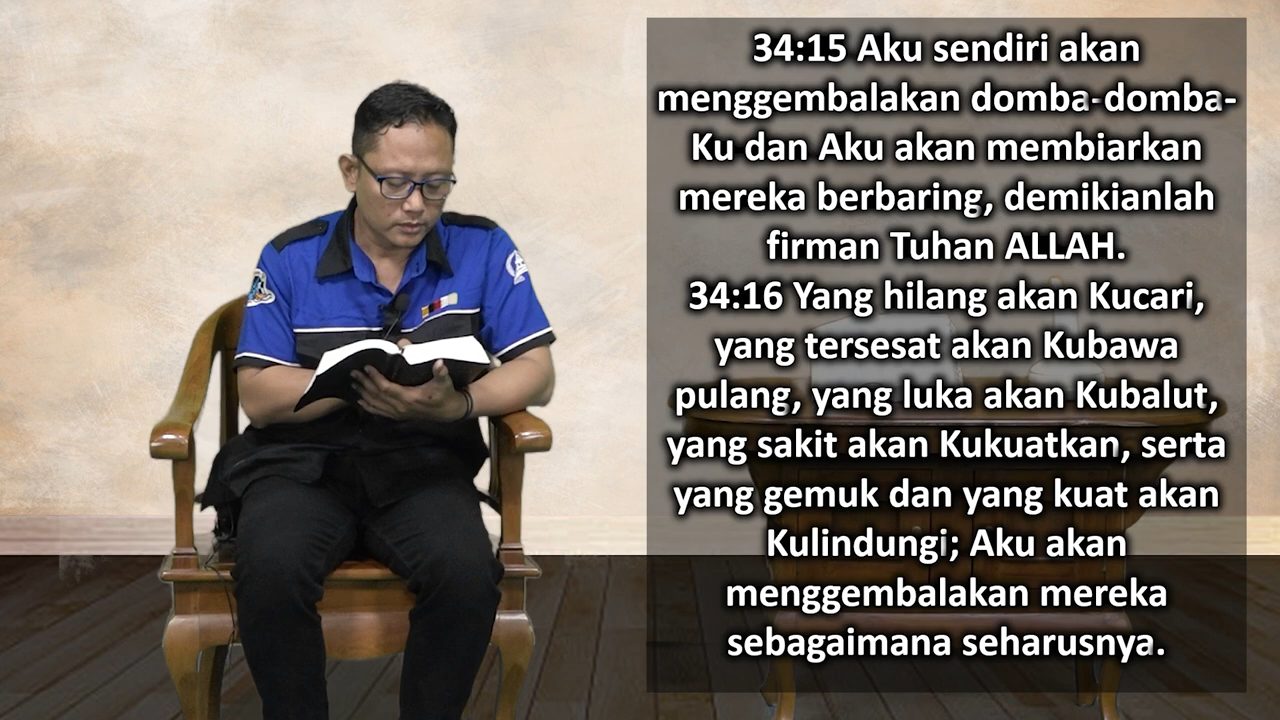 34:15 Aku sendiri akan
menggembalakan domba-domba-
Ku dan Aku akan membiarkan
mereka berbaring, demikianlah
firman Tuhan ALLAH.
34:16 Yang hilang akan Kucari,
yang tersesat akan Kubawa
pulang, yang luka akan Kubalut,
yang sakit akan Kukuatkan, serta
yang gemuk dan yang kuat akan
Kulindungi; Aku akan
menggembalakan mereka
sebagaimana seharusnya.